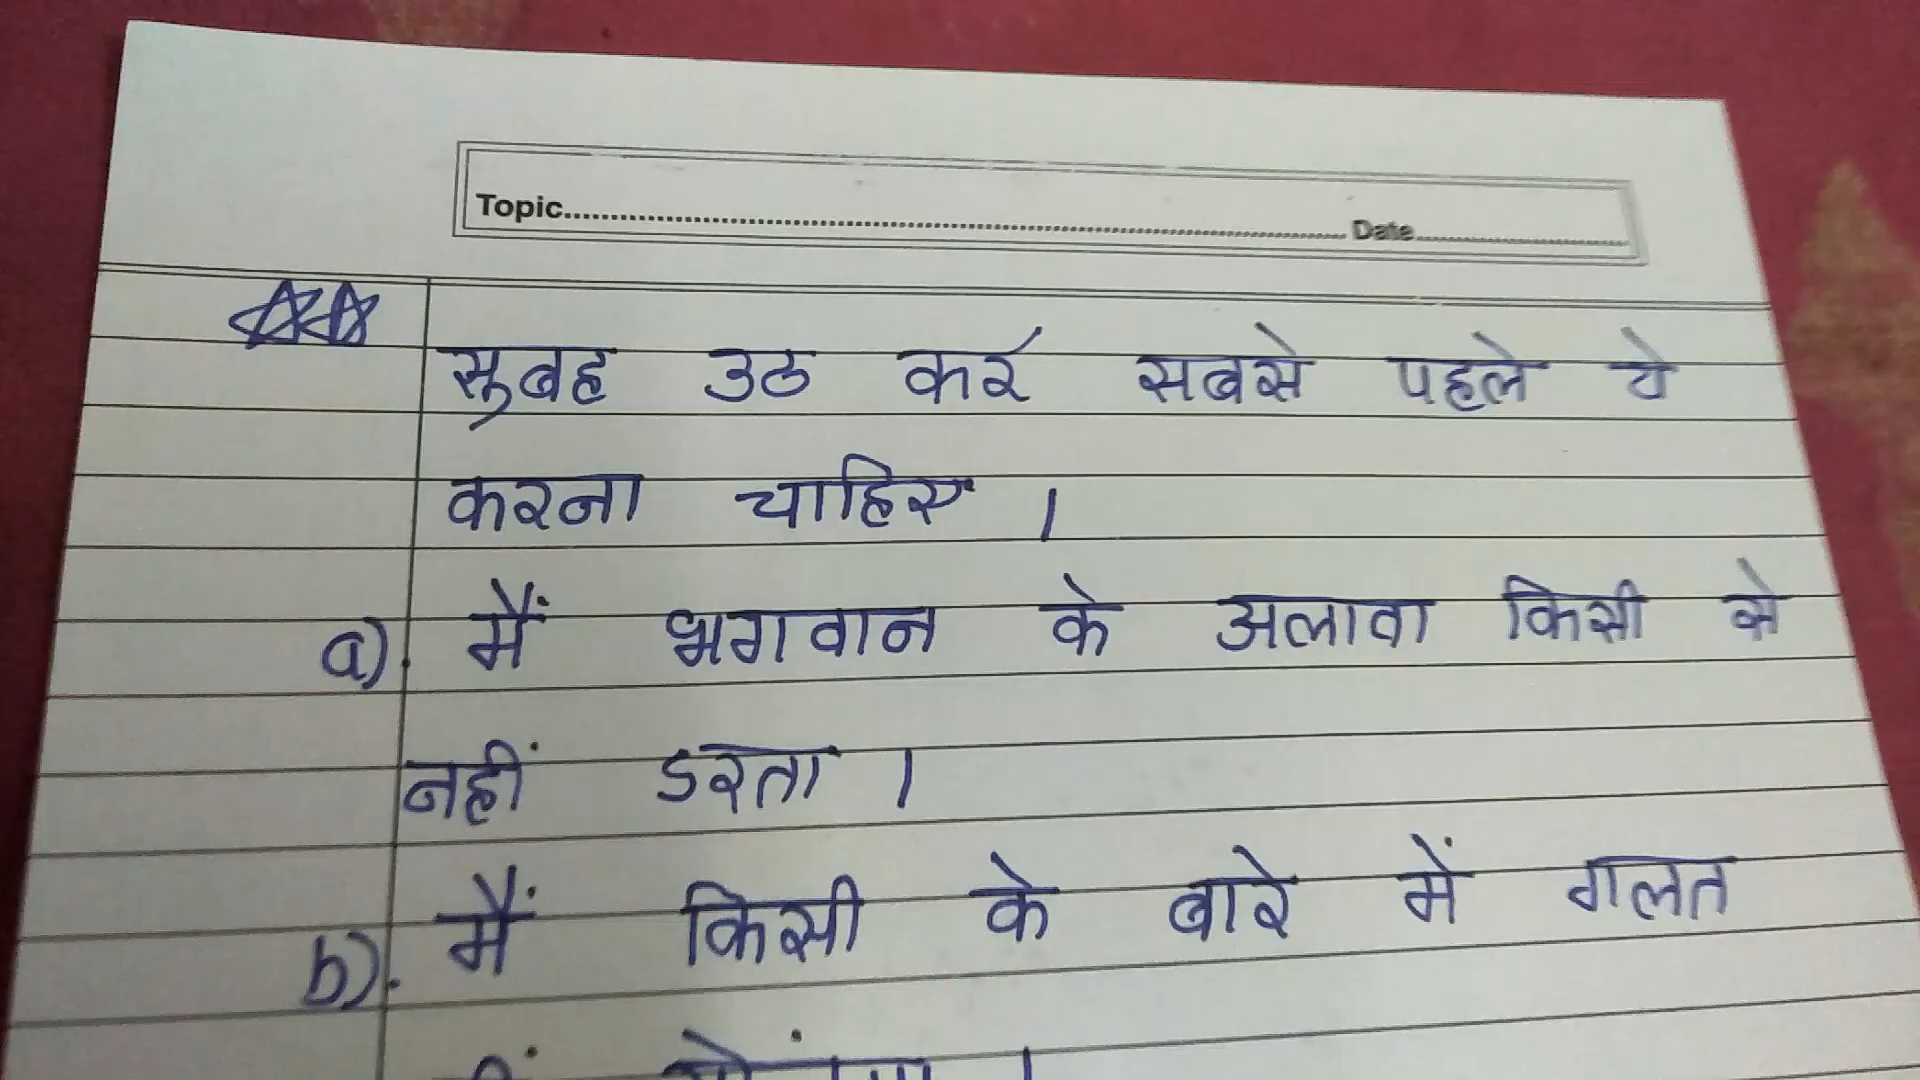 Topic........................................ Date....................
सुबह उठ कर सबसे पहले ये
करना चाहिए ।
a). मैं भगवान के अलावा किसी से
नहीं डरता ।
b). मैं किसी के बारे में गलत